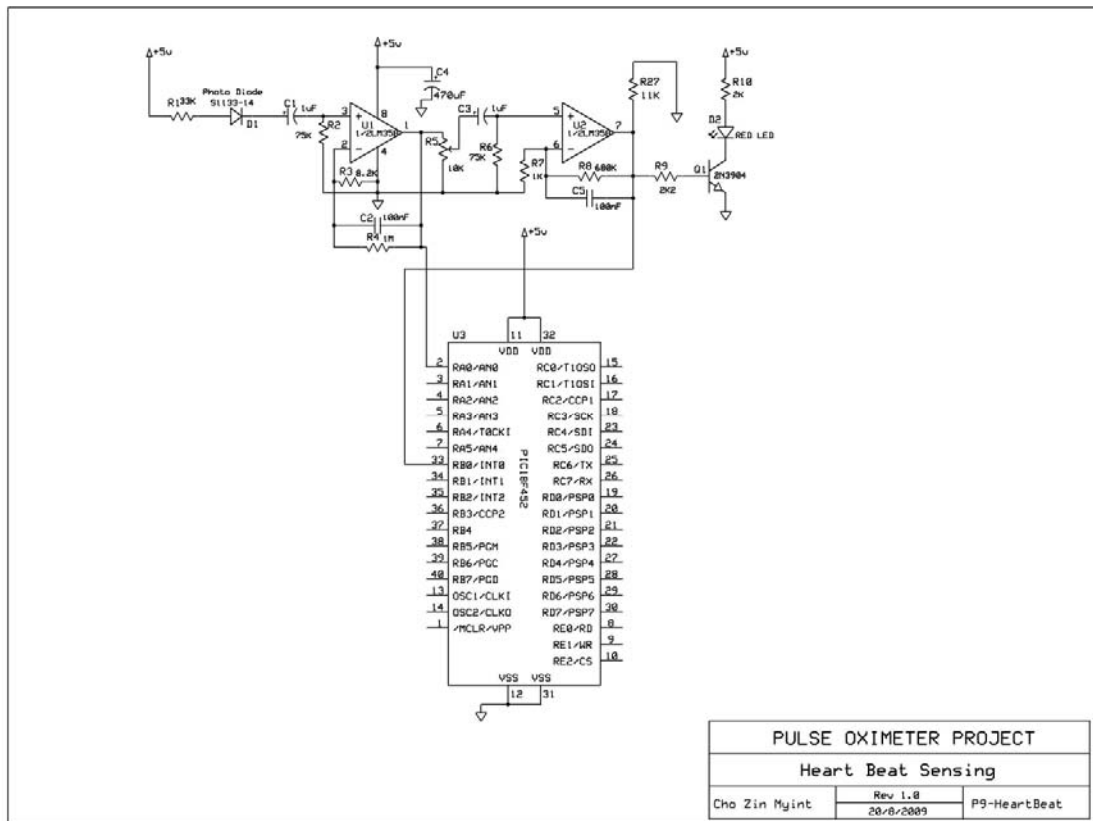 +5v
R1 33K
Photo Diode
S1133-14
D1
C1
1uF
R2
75K
+5v
C4
470uF
3
2
8
4
1
U1
1/2LM358
R3 8.2K
C2 100nF
R4 1M
R5
10K
C3 1uF
R6
75K
5
6
7
U2
1/2LM358
R7
1K
R8 680K
C5
100nF
R27
11K
R9
2K2
+5v
R10
2K
D2
RED LED
Q1
2N3904
+5v
U3
11 32
VDD VDD
2 RA0/AN0 RC0/T1OSO 15
3 RA1/AN1 RC1/T1OSI 16
4 RA2/AN2 RC2/CCP1 17
5 RA3/AN3 RC3/SCK 18
6 RA4/T0CKI RC4/SDI 23
7 RA5/AN4 RC5/SDO 24
33 RB0/INT0 RC6/TX 25
34 RB1/INT1 RC7/RX 26
35 RB2/INT2 RD0/PSP0 19
36 RB3/CCP2 RD1/PSP1 20
37 RB4 RD2/PSP2 21
38 RB5/PGM RD3/PSP3 22
39 RB6/PGC RD4/PSP4 27
40 RB7/PGD RD5/PSP5 28
13 OSC1/CLKI RD6/PSP6 29
14 OSC2/CLKO RD7/PSP7 30
1 /MCLR/VPP RE0/RD 8
RE1/WR 9
RE2/CS 10
PIC18F452
VSS VSS
12 31
PULSE OXIMETER PROJECT
Heart Beat Sensing
Cho Zin Myint
Rev 1.0
20/8/2009
P9-HeartBeat